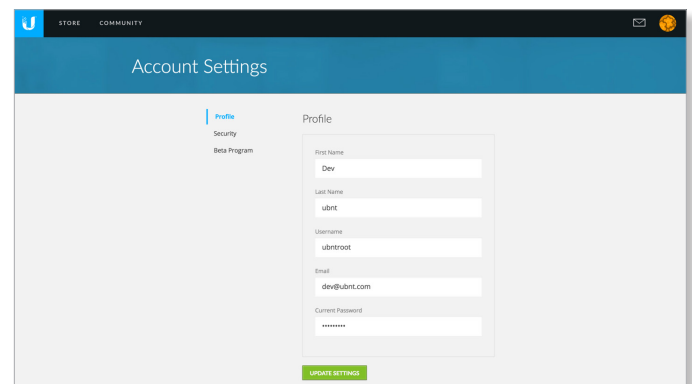 U STORE COMMUNITY
Account Settings
Profile
Security
Beta Program
Profile
First Name
Dev
Last Name
ubnt
Username
ubntroot
Email
dev@ubnt.com
Current Password
•••••••••
UPDATE SETTINGS